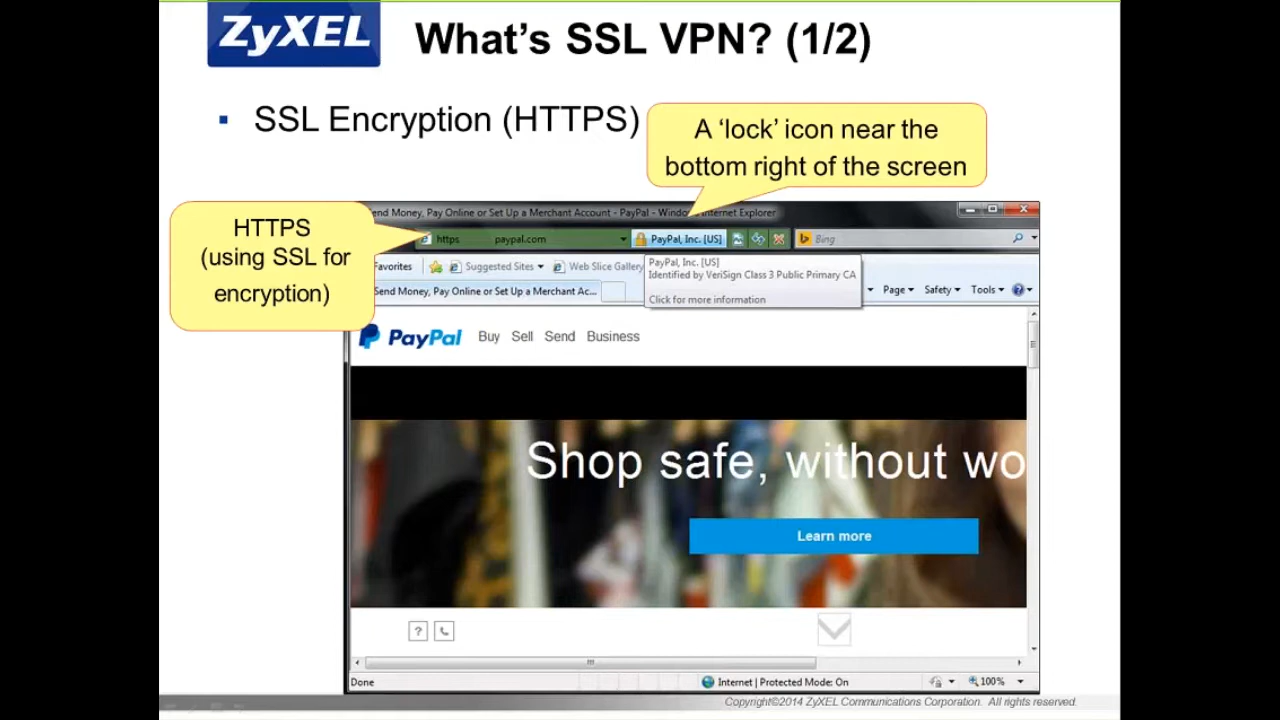 ZyXEL
What's SSL VPN? (1/2)
▪ SSL Encryption (HTTPS)
A 'lock' icon near the
bottom right of the screen
HTTPS
(using SSL for
encryption)
end Money, Pay Online or Set Up a Merchant Account - PayPal - Windows Internet Explorer
https paypal.com
PayPal, Inc. [US]
Bing
avorites
Suggested Sites
Web Slice Gallery
PayPal, Inc. [US]
Identified by VeriSign Class 3 Public Primary CA
Click for more information
Send Money, Pay Online or Set Up a Merchant Ac...
Page
Safety
Tools
PayPal
Buy Sell Send Business
Shop safe, without wo
Learn more
?
Done
Internet | Protected Mode: On
100%
Copyright©2014 ZyXEL Communications Corporation. All rights reserved.